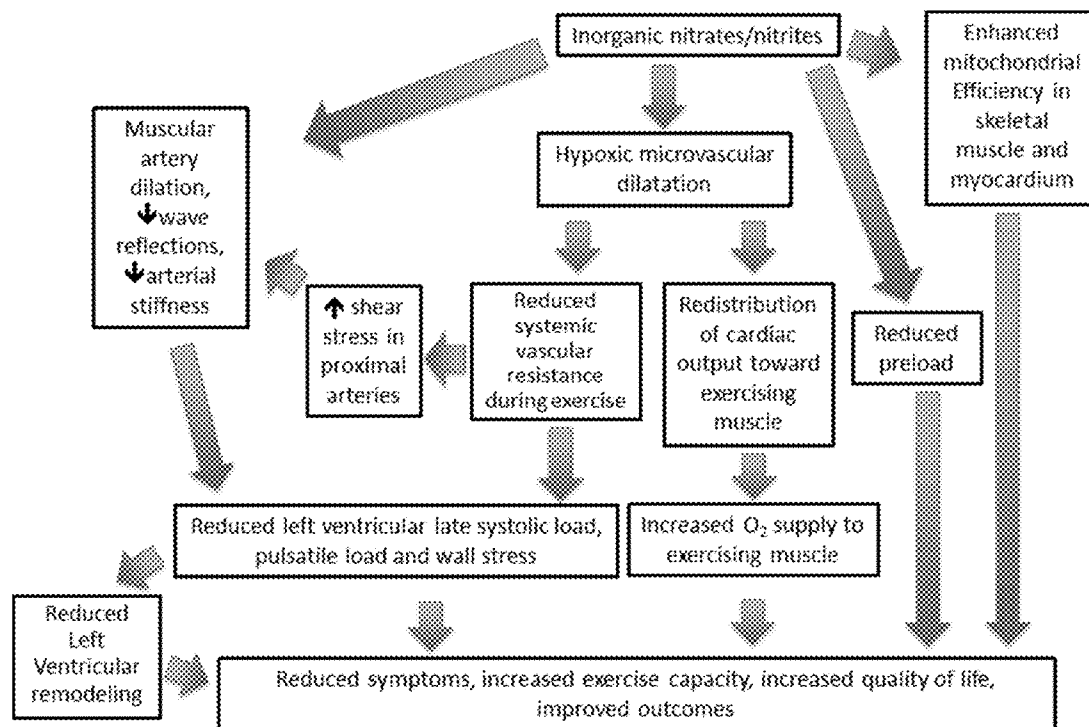 Inorganic nitrates/nitrites
Enhanced
mitochondrial
Efficiency in
skeletal
muscle and
myocardium
Muscular
artery
dilation,
↓wave
reflections,
↓arterial
stiffness
Hypoxic microvascular
dilatation
↑ shear
stress in
proximal
arteries
Reduced
systemic
vascular
resistance
during exercise
Redistribution
of cardiac
output toward
exercising
muscle
Reduced
preload
Reduced left ventricular late systolic load,
pulsatile load and wall stress
Increased O₂ supply to
exercising muscle
Reduced
Left
Ventricular
remodeling
Reduced symptoms, increased exercise capacity, increased quality of life,
improved outcomes